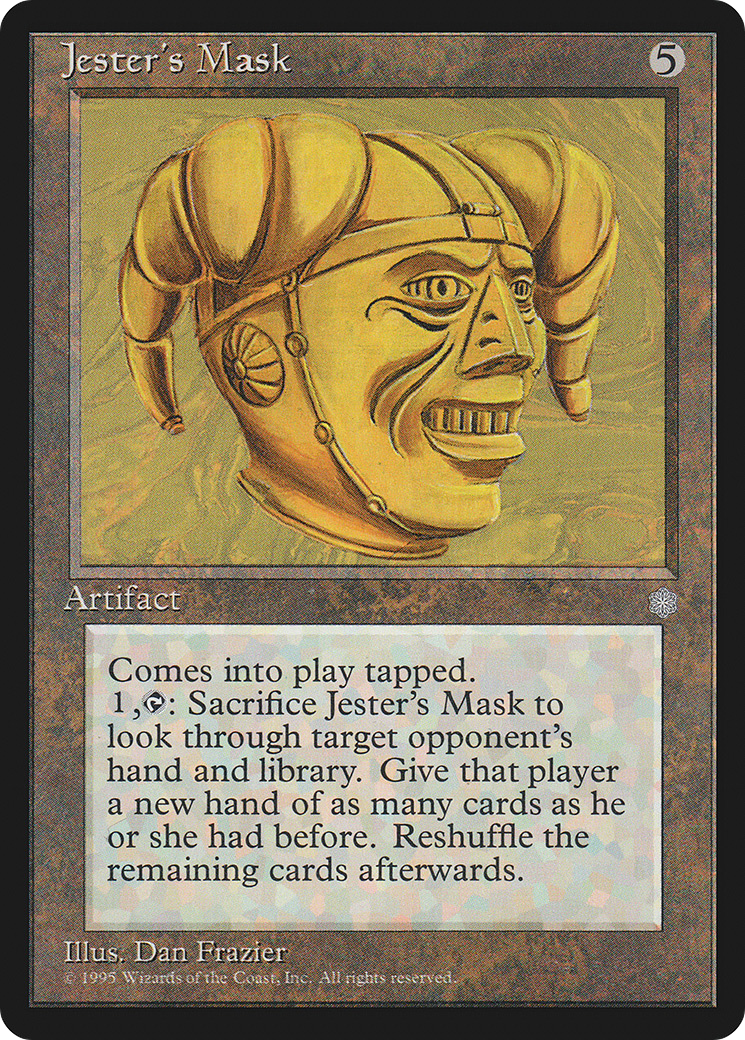 Jester's Mask
5
Artifact
Comes into play tapped.
1, : Sacrifice Jester's Mask to
look through target opponent's
hand and library. Give that player
a new hand of as many cards as he
or she had before. Reshuffle the
remaining cards afterwards.
Illus. Dan Frazier
© 1995 Wizards of the Coast, Inc. All rights reserved.